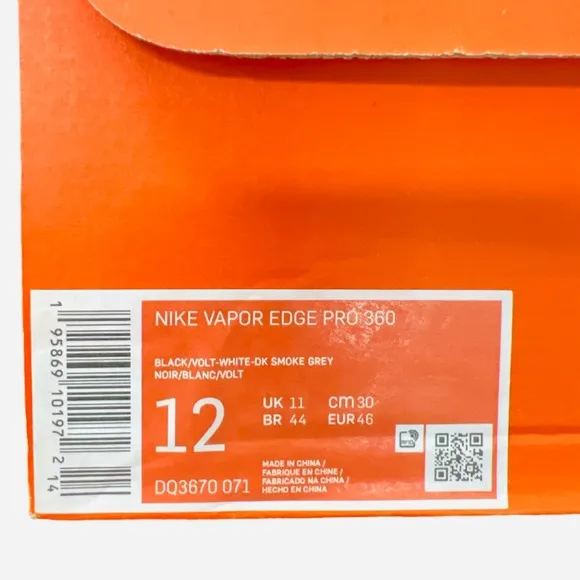 NIKE VAPOR EDGE PRO 360
BLACK/VOLT-WHITE-DK SMOKE GREY
NOIR/BLANC/VOLT
12
UK 11 cm 30
BR 44 EUR 46
MADE IN CHINA /
FABRIQUE EN CHINE /
FABRICADO NA CHINA /
HECHO EN CHINA
DQ3670 071
1 95869 10197 2 14
RFID